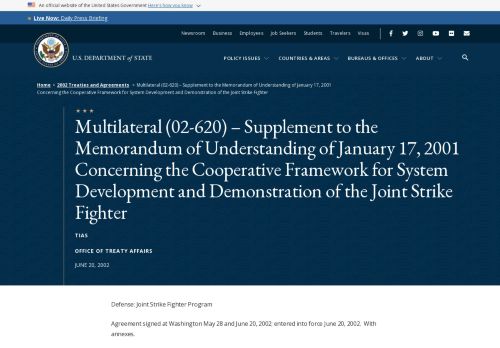 An official website of the United States Government Here's how you know
Live Now: Daily Press Briefing
Newsroom Business Employees Job Seekers Students Travelers Visas
U.S. DEPARTMENT of STATE
POLICY ISSUES COUNTRIES & AREAS BUREAUS & OFFICES ABOUT
Home > 2002 Treaties and Agreements > Multilateral (02-620) – Supplement to the Memorandum of Understanding of January 17, 2001
Concerning the Cooperative Framework for System Development and Demonstration of the Joint Strike Fighter
Multilateral (02-620) – Supplement to the
Memorandum of Understanding of January 17, 2001
Concerning the Cooperative Framework for System
Development and Demonstration of the Joint Strike
Fighter
TIAS
OFFICE OF TREATY AFFAIRS
JUNE 20, 2002
Defense: Joint Strike Fighter Program
Agreement signed at Washington May 28 and June 20, 2002; entered into force June 20, 2002. With
annexes.